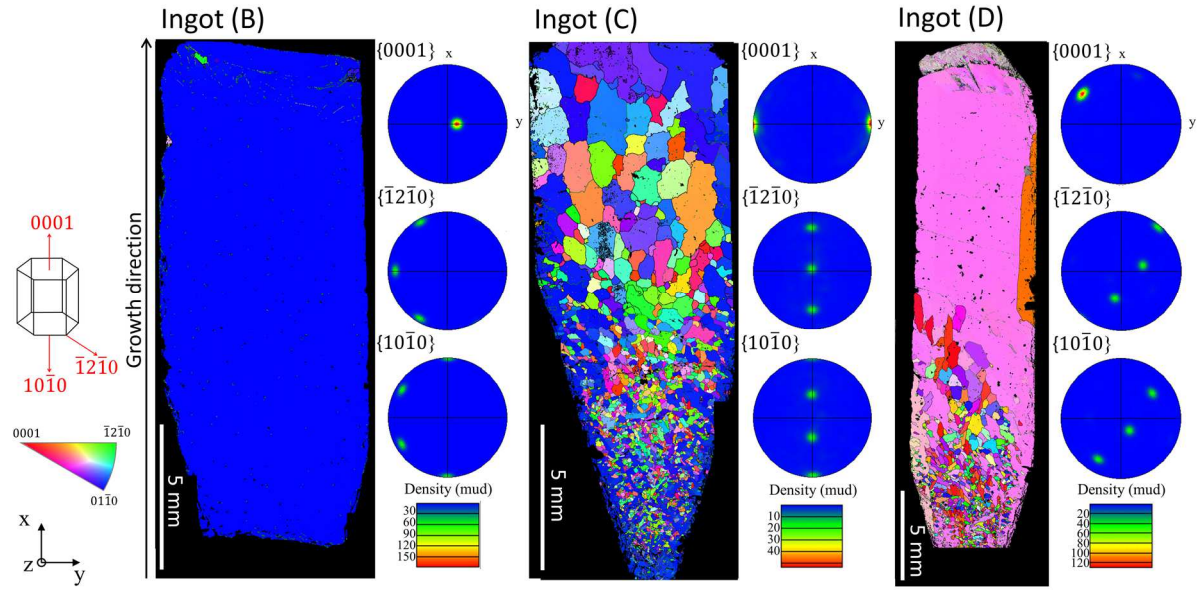 Ingot (B)
Ingot (C)
Ingot (D)
Growth direction
0001
1̅21̅0
101̅0
0001
1̅21̅0
011̅0
x
z
y
5 mm
{0001}
x
y
{1̅21̅0}
{101̅0}
Density (mud)
30
60
90
120
150
5 mm
{0001}
x
y
{1̅21̅0}
{101̅0}
Density (mud)
10
20
30
40
5 mm
{0001}
x
y
{1̅21̅0}
{101̅0}
Density (mud)
20
40
60
80
100
120